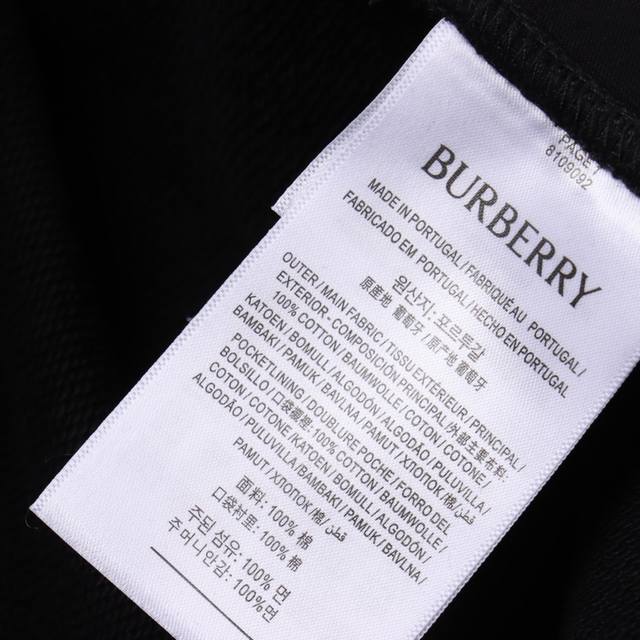 PAGE 1
8109092
BURBERRY
MADE IN PORTUGAL / FABRIQUÉ AU PORTUGAL
FABRICADO EM PORTUGAL / HECHO EN PORTUGAL
원산지: 포르투갈
原産地 葡萄牙 / 原产地 葡萄牙
OUTER / MAIN FABRIC / TISSU EXTÉRIEUR / PRINCIPAL /
EXTERIOR - COMPOSICIÓN PRINCIPAL / 外部主要布料:
100% COTTON / BAUMWOLLE / COTON / COTONE /
KATOEN / BOMULL / ALGODÓN / ALGODÃO / PULUVILLA /
BAMBAKI / PAMUK / BAVLNA / PAMUT / ХЛОПОК / 棉 / قطن
POCKETLINING / DOUBLURE POCHE / FORRO DEL
BOLSILLO / 口袋襯裡: 100% COTTON / BAUMWOLLE /
COTON / COTONE / KATOEN / BOMULL / ALGODÓN /
ALGODÃO / PULUVILLA / BAMBAKI / PAMUK / BAVLNA /
PAMUT / ХЛОПОК / 棉 / قطن
面料: 100% 棉
口袋衬里: 100% 棉
주된 섬유: 100% 면
주머니안감: 100% 면